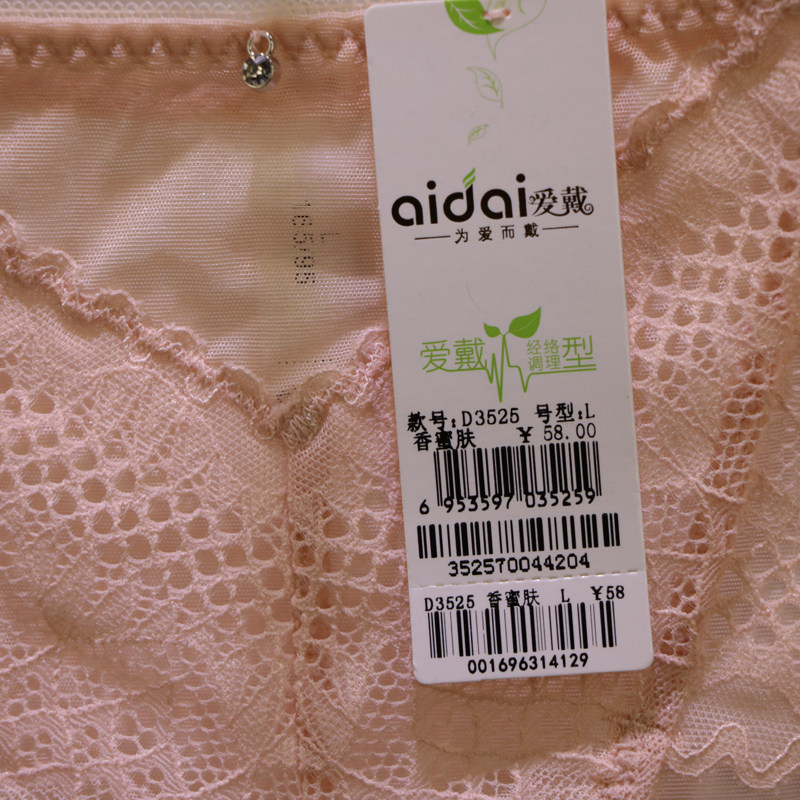 aidai爱戴
为爱而戴
爱戴 经络调理 型
款号:D3525 号型:L
香蜜肤 ¥ 58.00
6 953597 035259
352570044204
D3525 香蜜肤 L ¥58
001696314129
L